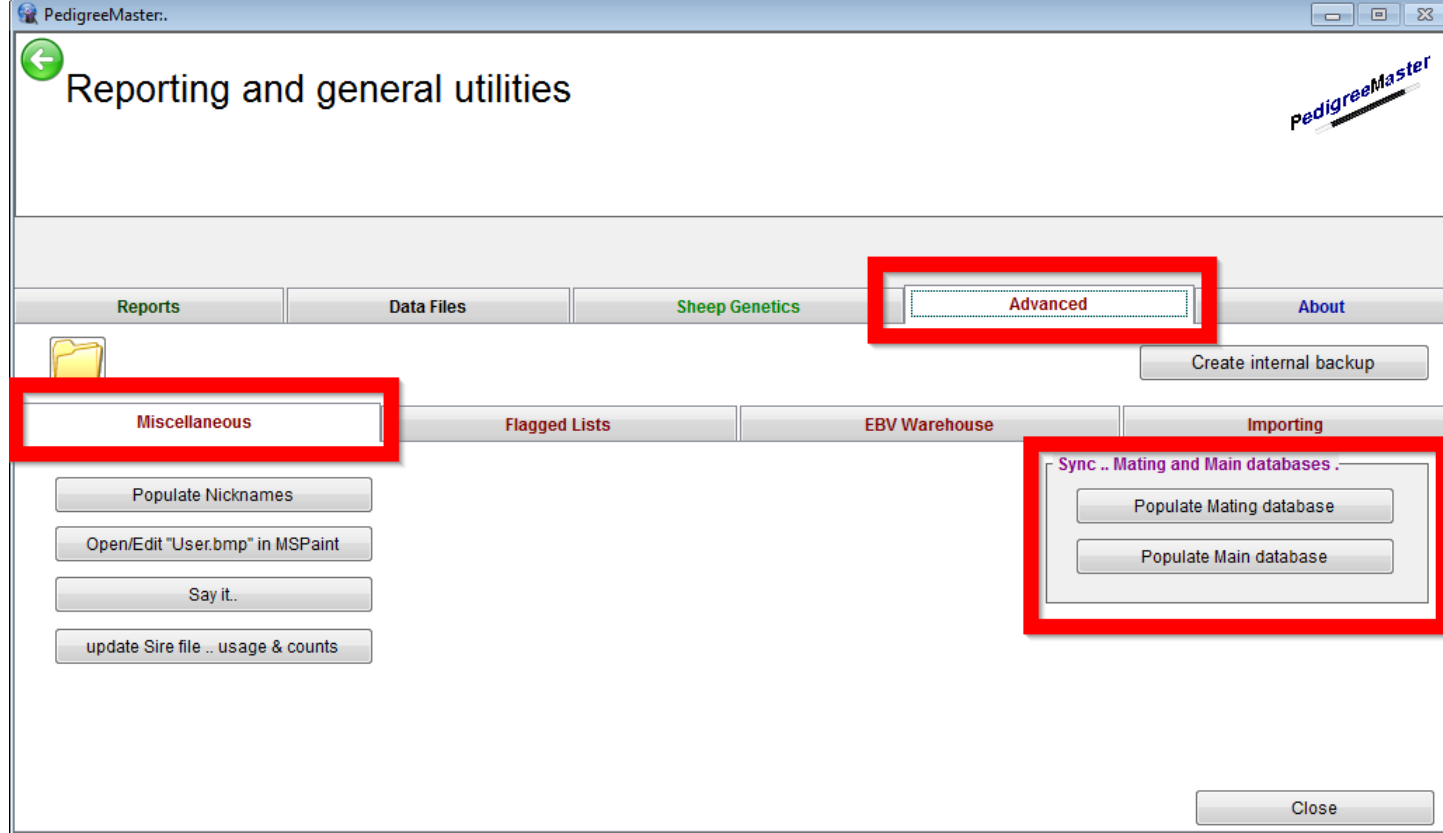 PedigreeMaster:.
Reporting and general utilities
PedigreeMaster
Reports
Data Files
Sheep Genetics
Advanced
About
Create internal backup
Miscellaneous
Flagged Lists
EBV Warehouse
Importing
Sync .. Mating and Main databases .
Populate Nicknames
Populate Mating database
Open/Edit "User.bmp" in MSPaint
Populate Main database
Say it..
update Sire file .. usage & counts
Close